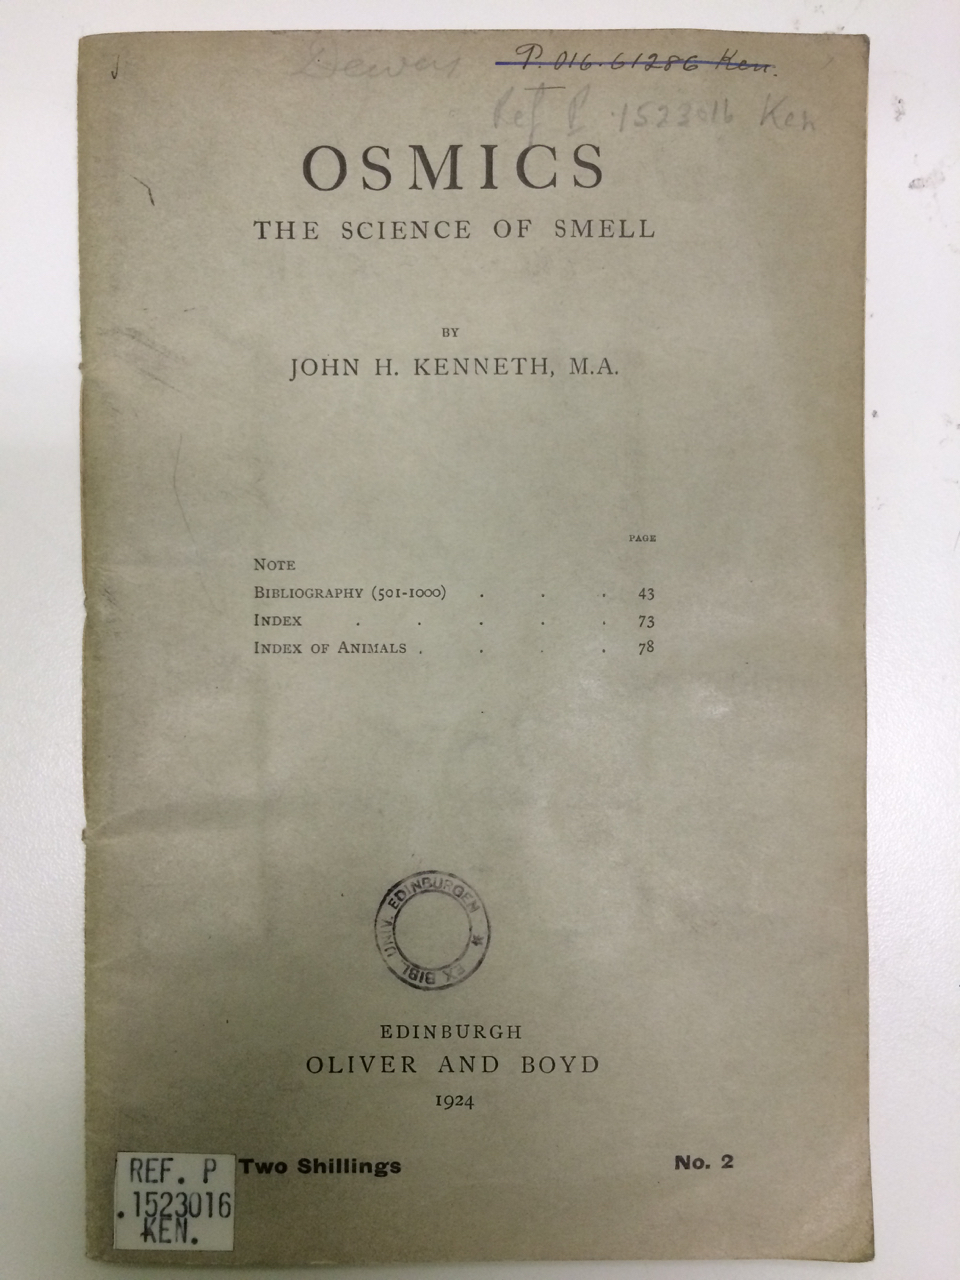 Dewar
P. 016.61286 Ken.
Ref P .1523016 Ken
OSMICS
THE SCIENCE OF SMELL
BY
JOHN H. KENNETH, M.A.
PAGE
NOTE
BIBLIOGRAPHY (501-1000) . . . 43
INDEX . . . . . 73
INDEX OF ANIMALS . . . . 78
EX BIBL. UNIV. EDINBURGEN
EDINBURGH
OLIVER AND BOYD
1924
Two Shillings No. 2
REF. P
.1523016
KEN.